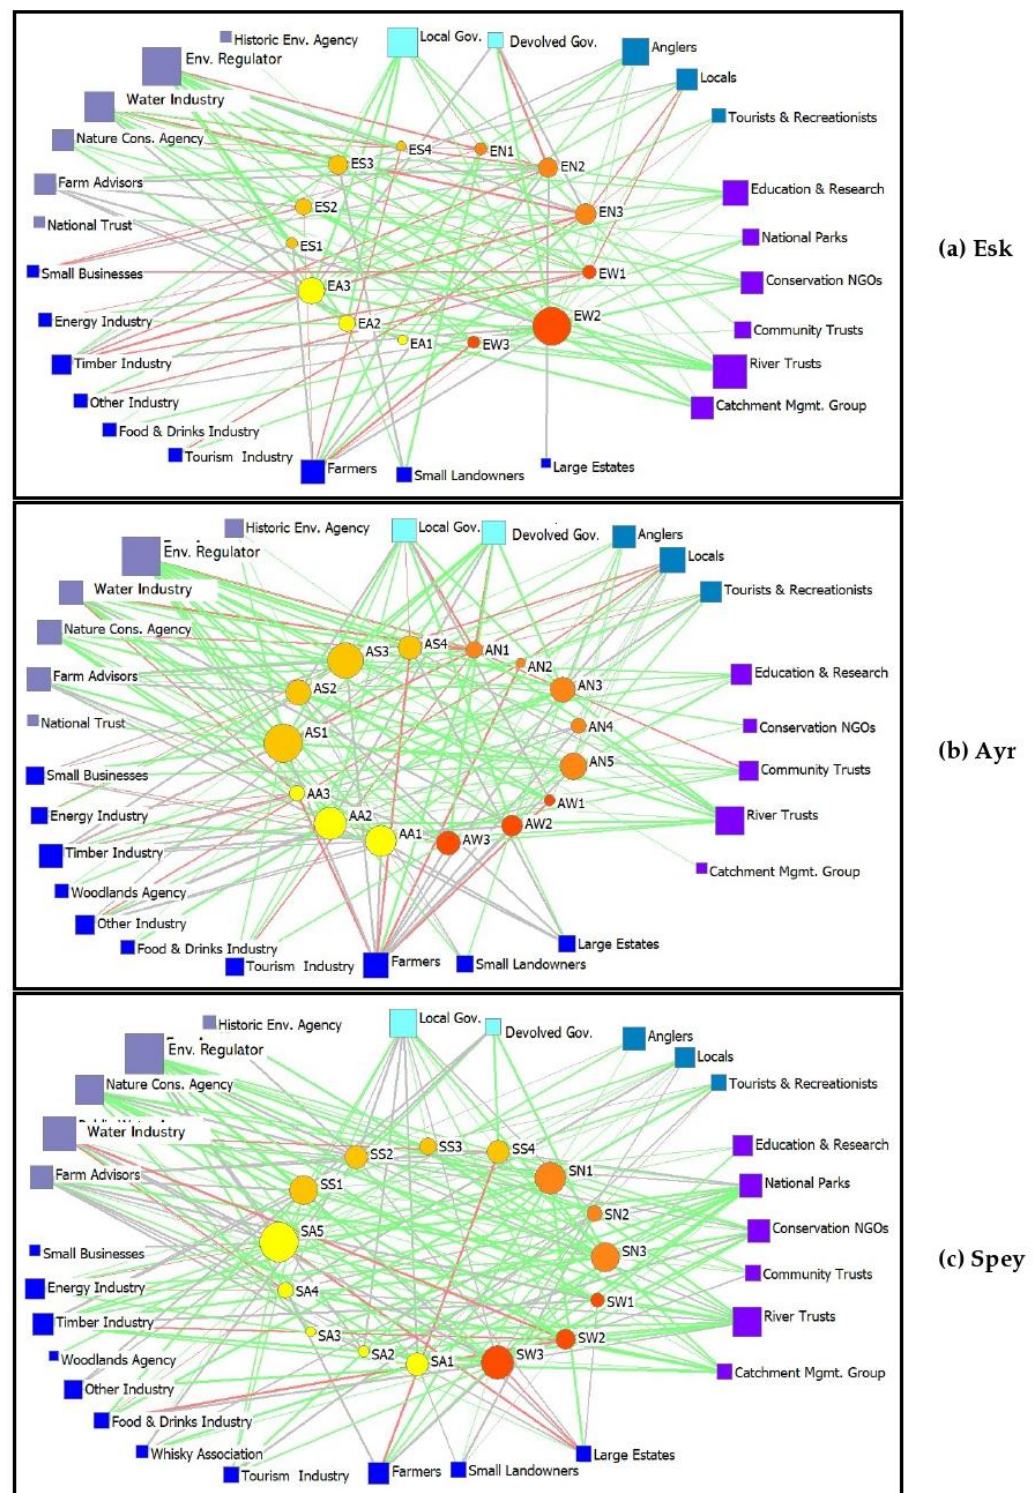 Historic Env. Agency
Local Gov.
Devolved Gov.
Anglers
Env. Regulator
Locals
Water Industry
Tourists & Recreationists
Nature Cons. Agency
ES4
EN1
ES3
EN2
Farm Advisors
Education & Research
ES2
EN3
National Trust
National Parks
(a) Esk
ES1
Small Businesses
EW1
Conservation NGOs
EA3
Energy Industry
EA2
EW2
Community Trusts
EA1
EW3
Timber Industry
River Trusts
Other Industry
Catchment Mgmt. Group
Food & Drinks Industry
Tourism Industry
Farmers
Small Landowners
Large Estates
Historic Env. Agency
Local Gov.
Devolved Gov.
Anglers
Env. Regulator
Locals
Water Industry
Tourists & Recreationists
Nature Cons. Agency
AS3
AS4
AN1
AN2
Farm Advisors
Education & Research
AS2
AN3
National Trust
AN4
Conservation NGOs
AS1
(b) Ayr
Small Businesses
AN5
Community Trusts
AA3
AW1
Energy Industry
AA2
AW2
River Trusts
AA1
AW3
Timber Industry
Catchment Mgmt. Group
Woodlands Agency
Other Industry
Food & Drinks Industry
Large Estates
Tourism Industry
Farmers
Small Landowners
Historic Env. Agency
Local Gov.
Devolved Gov.
Anglers
Env. Regulator
Locals
Nature Cons. Agency
Tourists & Recreationists
Water Industry
SS2
SS3
SS4
Education & Research
Farm Advisors
SS1
SN1
National Parks
SN2
SA5
Conservation NGOs
Small Businesses
SN3
(c) Spey
Energy Industry
SA4
SW1
Community Trusts
Timber Industry
SA3
SW2
River Trusts
Woodlands Agency
SA2
SA1
SW3
Catchment Mgmt. Group
Other Industry
Food & Drinks Industry
Whisky Association
Large Estates
Tourism Industry
Farmers
Small Landowners